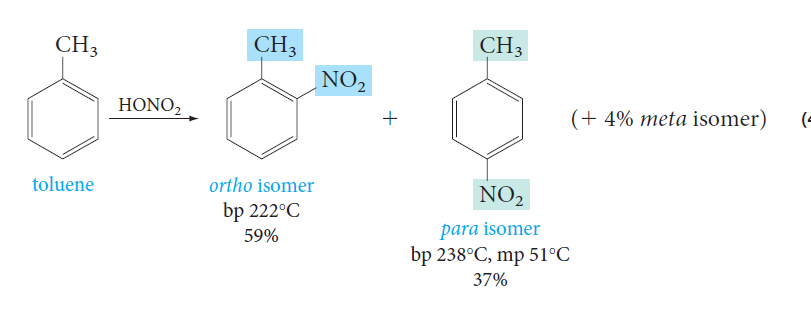 CH₃
HONO₂
toluene
CH₃
NO₂
ortho isomer
bp 222°C
59%
+
CH₃
NO₂
para isomer
bp 238°C, mp 51°C
37%
(+ 4% meta isomer)